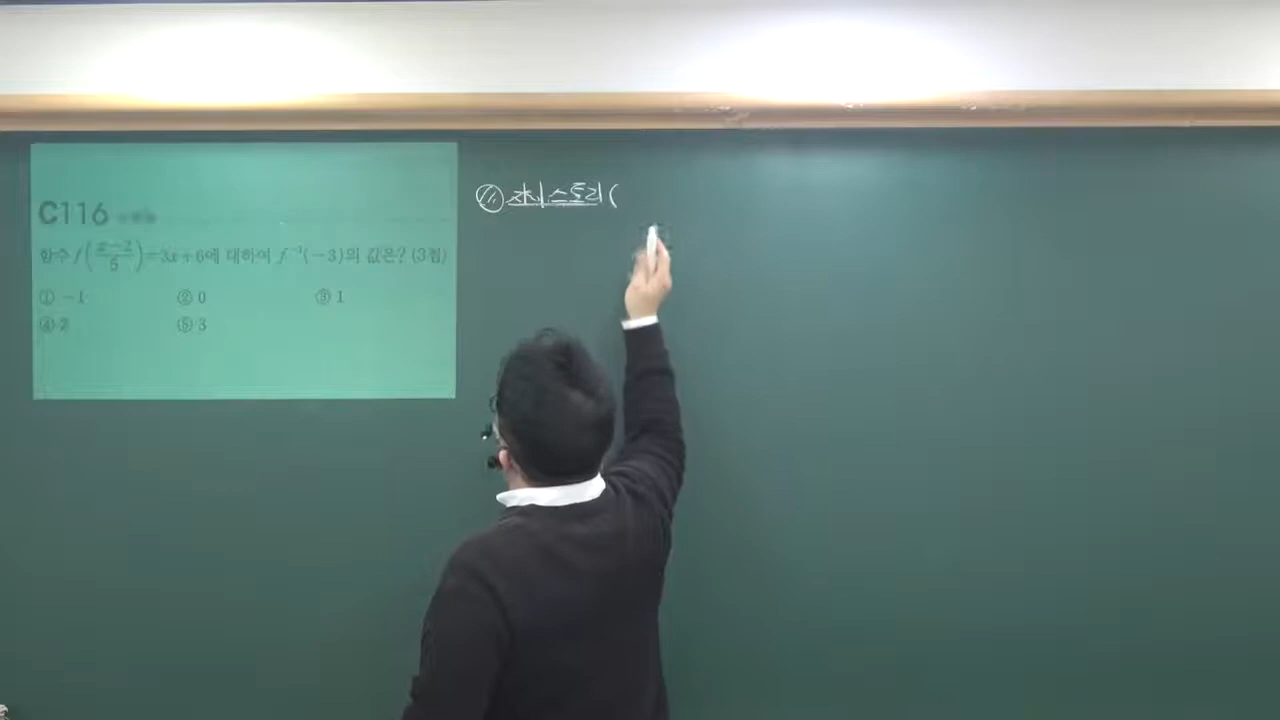 C116
함수 f((x-2)/5)=3x+6에 대하여 f⁻¹(-3)의 값은? (3점)
① -1 ② 0 ③ 1
④ 2 ⑤ 3
스토리 (